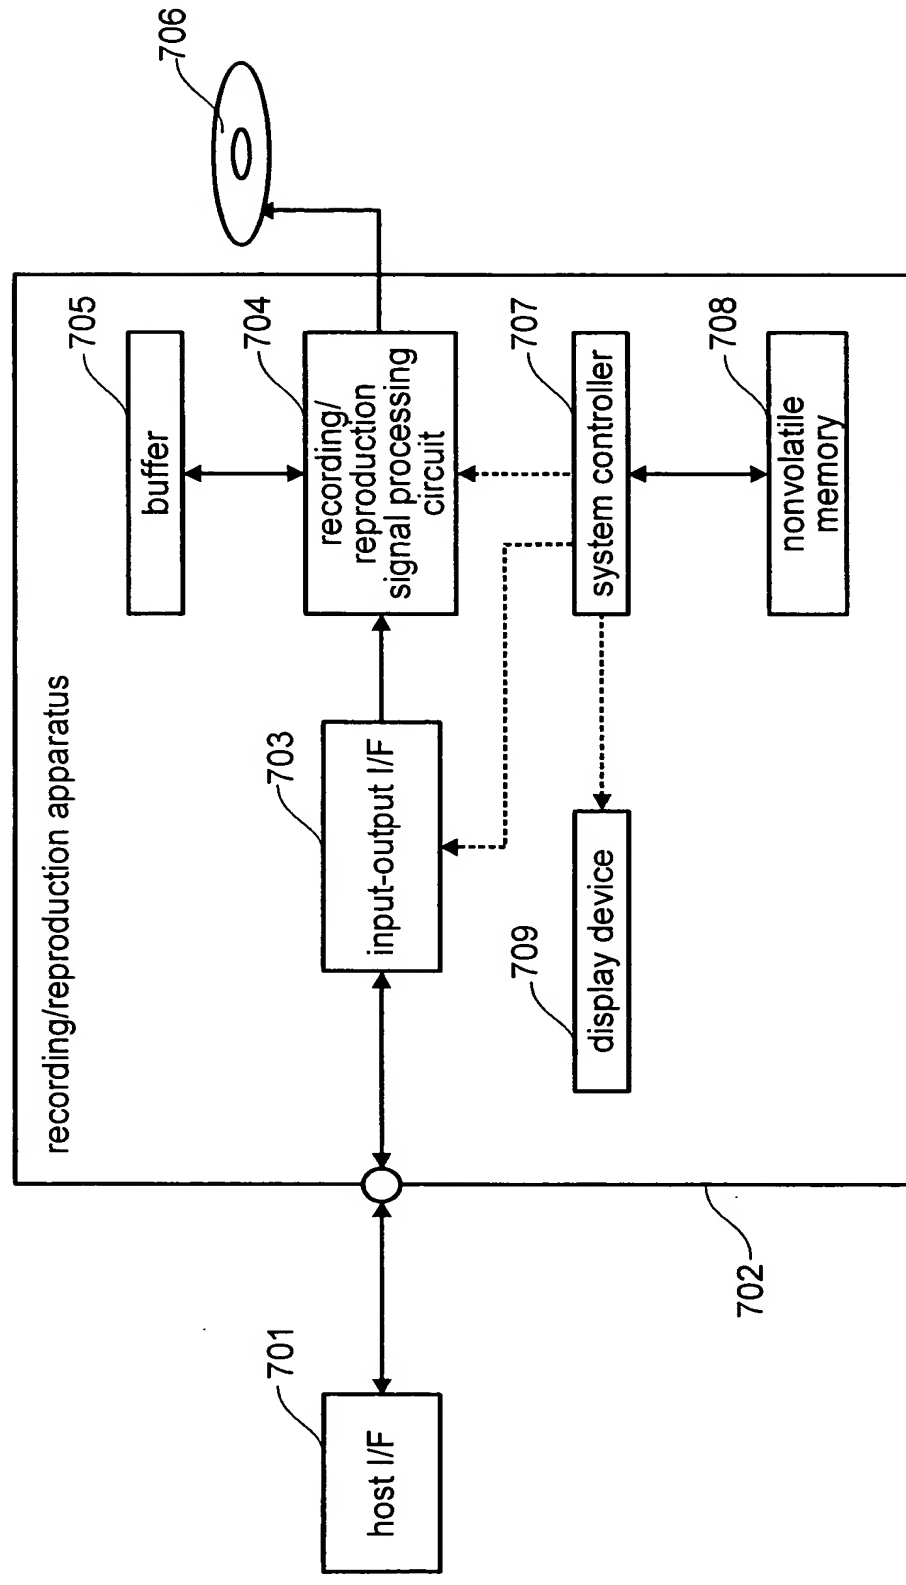 recording/reproduction apparatus
705
buffer
706
704
recording/
reproduction
signal processing
circuit
701
host I/F
703
input-output I/F
707
system controller
709
display device
708
nonvolatile
memory
702